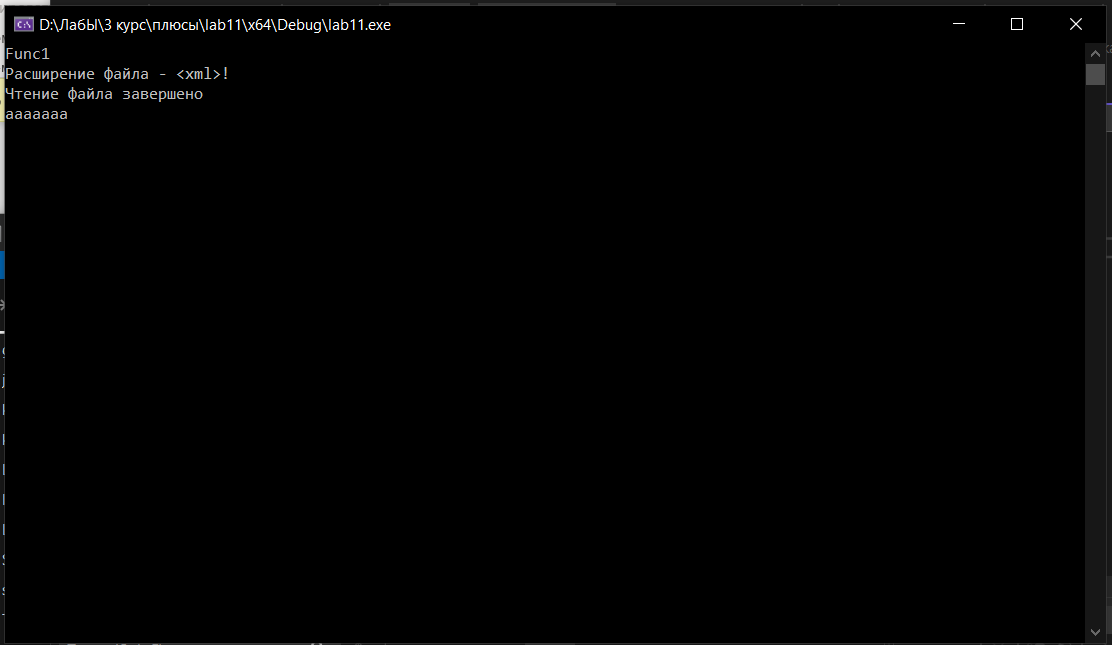 D:\ЛабЫ\3 курс\плюсы\lab11\x64\Debug\lab11.exe
Func1
Расширение файла - <xml>!
Чтение файла завершено
aaaaaaa